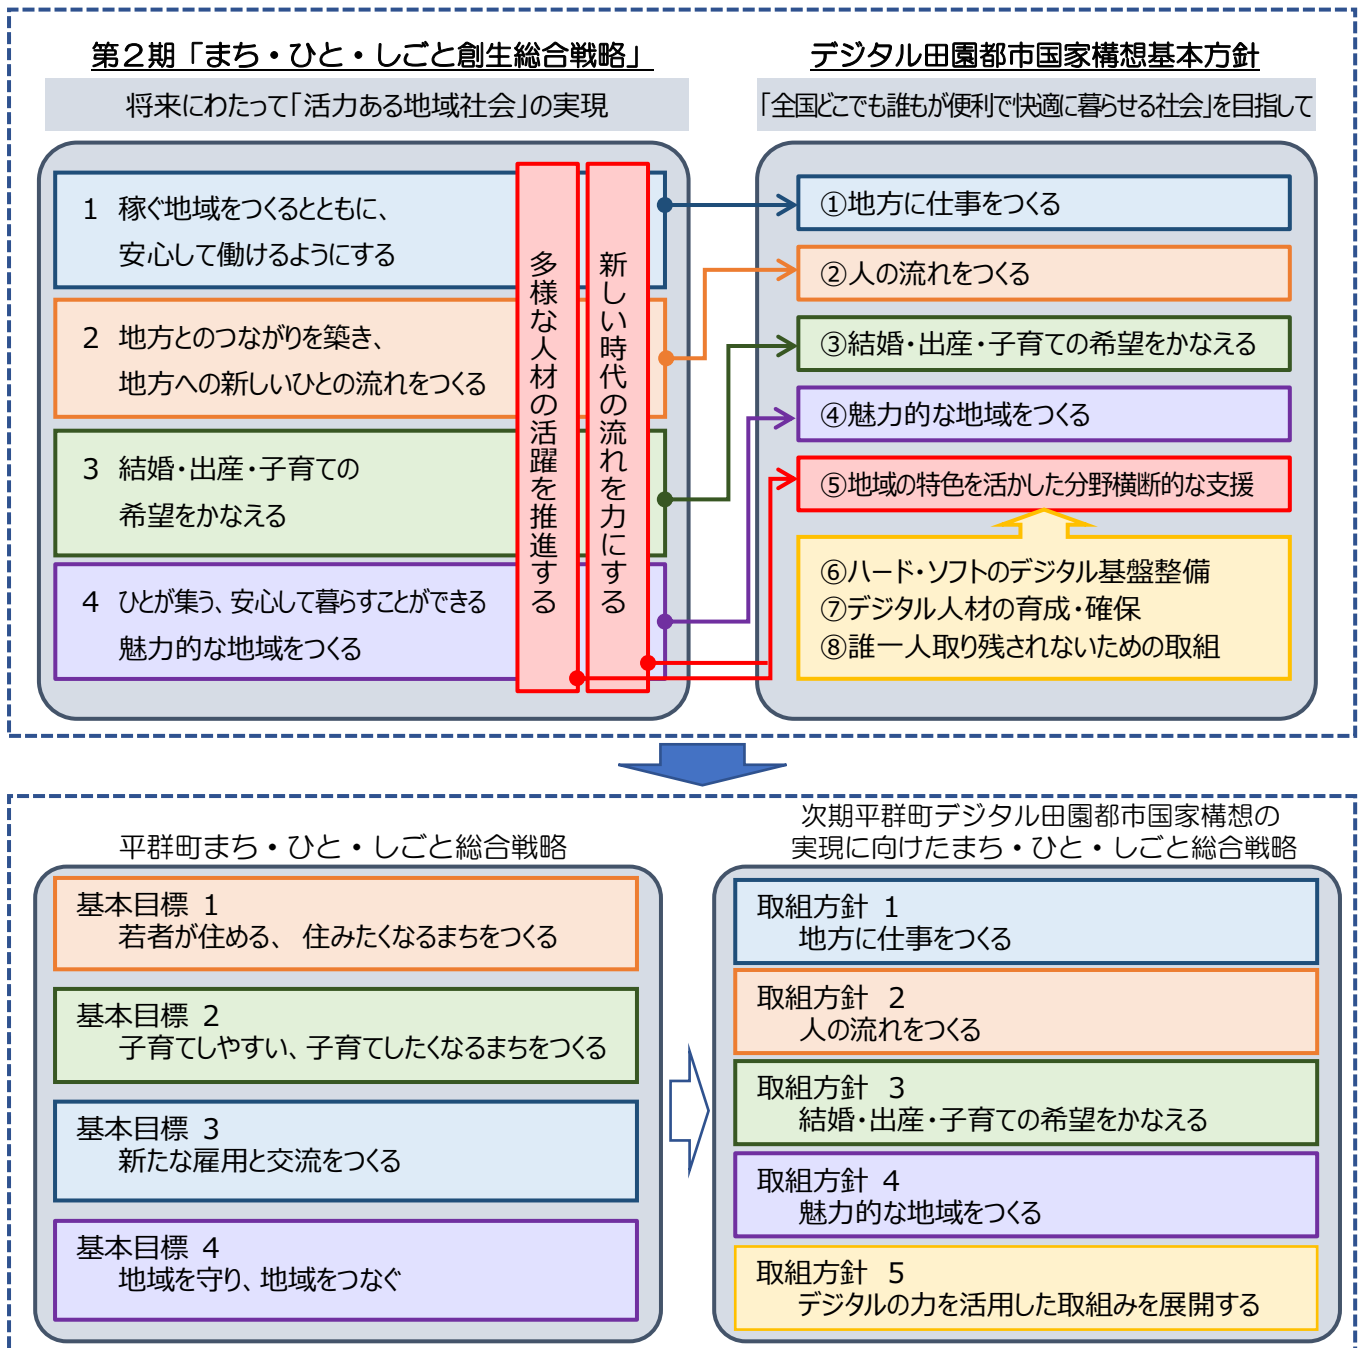 第２期「まち・ひと・しごと創生総合戦略」
将来にわたって「活力ある地域社会」の実現
1 稼ぐ地域をつくるとともに、
安心して働けるようにする
2 地方とのつながりを築き、
地方への新しいひとの流れをつくる
3 結婚・出産・子育ての
希望をかなえる
4 ひとが集う、安心して暮らすことができる
魅力的な地域をつくる
多様な人材の活躍を推進する
新しい時代の流れを力にする
デジタル田園都市国家構想基本方針
「全国どこでも誰もが便利で快適に暮らせる社会」を目指して
①地方に仕事をつくる
②人の流れをつくる
③結婚・出産・子育ての希望をかなえる
④魅力的な地域をつくる
⑤地域の特色を活かした分野横断的な支援
⑥ハード・ソフトのデジタル基盤整備
⑦デジタル人材の育成・確保
⑧誰一人取り残されないための取組
平群町まち・ひと・しごと総合戦略
基本目標 1
若者が住める、 住みたくなるまちをつくる
基本目標 2
子育てしやすい、子育てしたくなるまちをつくる
基本目標 3
新たな雇用と交流をつくる
基本目標 4
地域を守り、地域をつなぐ
次期平群町デジタル田園都市国家構想の
実現に向けたまち・ひと・しごと総合戦略
取組方針 1
地方に仕事をつくる
取組方針 2
人の流れをつくる
取組方針 3
結婚・出産・子育ての希望をかなえる
取組方針 4
魅力的な地域をつくる
取組方針 5
デジタルの力を活用した取組みを展開する